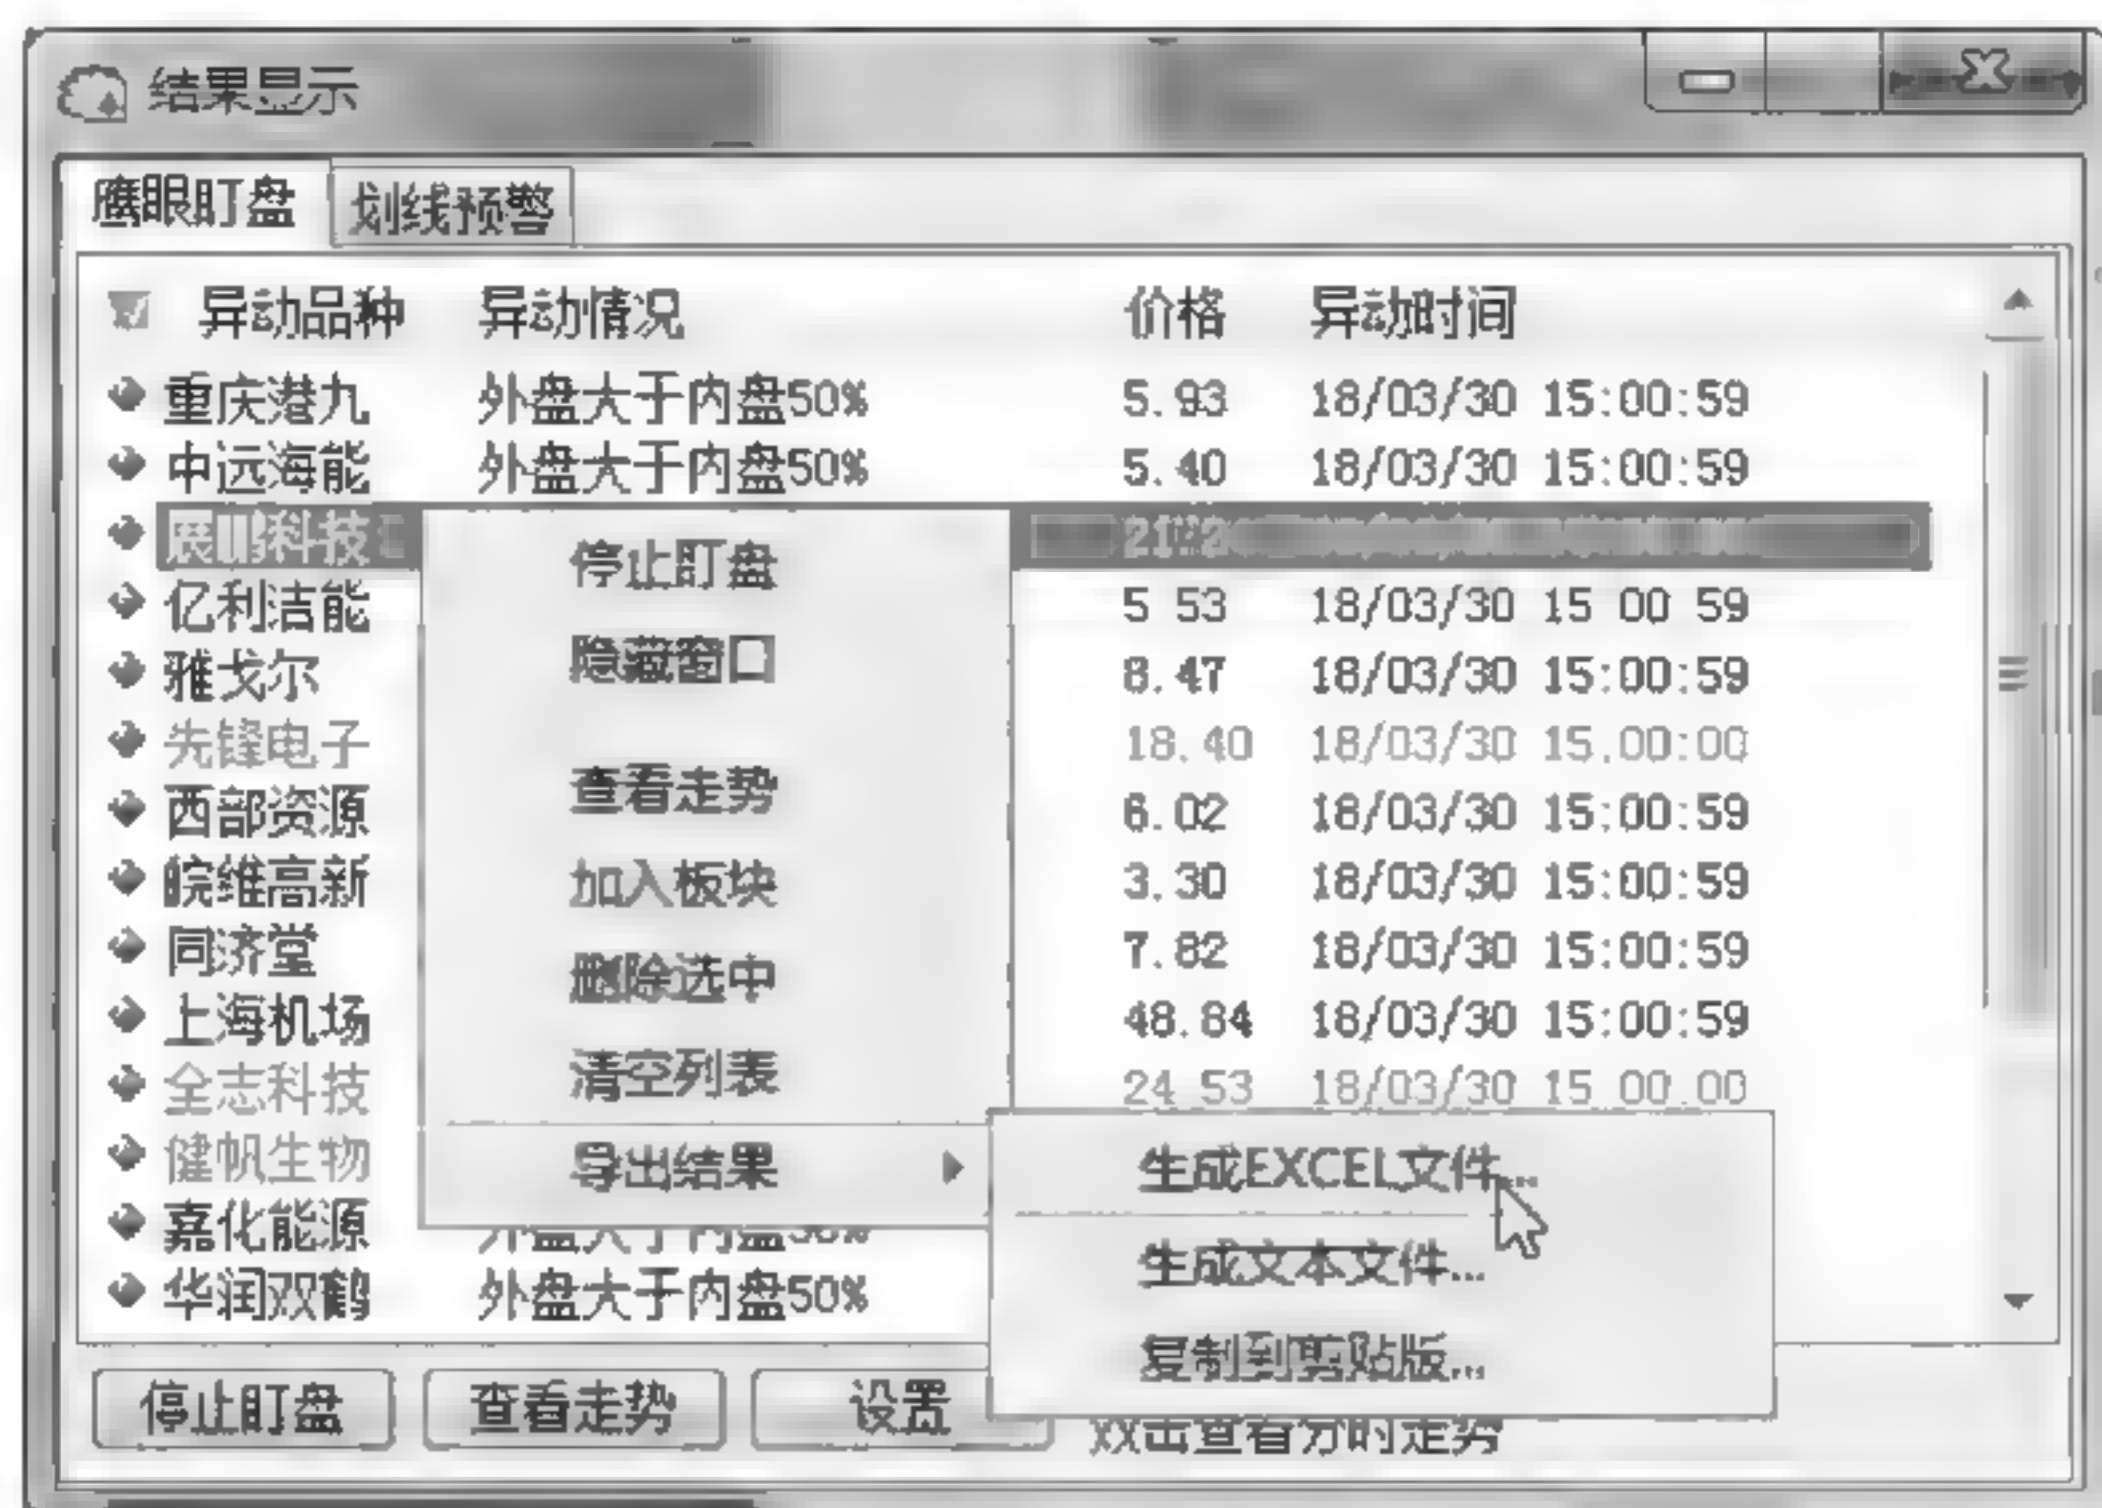 结果显示
鹰眼盯盘 划线预警
异动品种 异动情况 价格 异动时间
重庆港九 外盘大于内盘50% 5.93 18/03/30 15:00:59
中远海能 外盘大于内盘50% 5.40 18/03/30 15:00:59
展鹏科技
停止盯盘
亿利洁能 5.53 18/03/30 15:00:59
隐藏窗口
雅戈尔 8.47 18/03/30 15:00:59
先锋电子 18.40 18/03/30 15:00:00
查看走势
西部资源 6.02 18/03/30 15:00:59
皖维高新 加入板块 3.30 18/03/30 15:00:59
同济堂 7.82 18/03/30 15:00:59
删除选中
上海机场 48.84 18/03/30 15:00:59
全志科技 清空列表 24.53 18/03/30 15:00:00
健帆生物 导出结果 生成EXCEL文件...
嘉化能源 外盘大于内盘50%
生成文本文件...
华润双鹤 外盘大于内盘50%
复制到剪贴版...
停止盯盘 查看走势 设置 双击查看分时走势